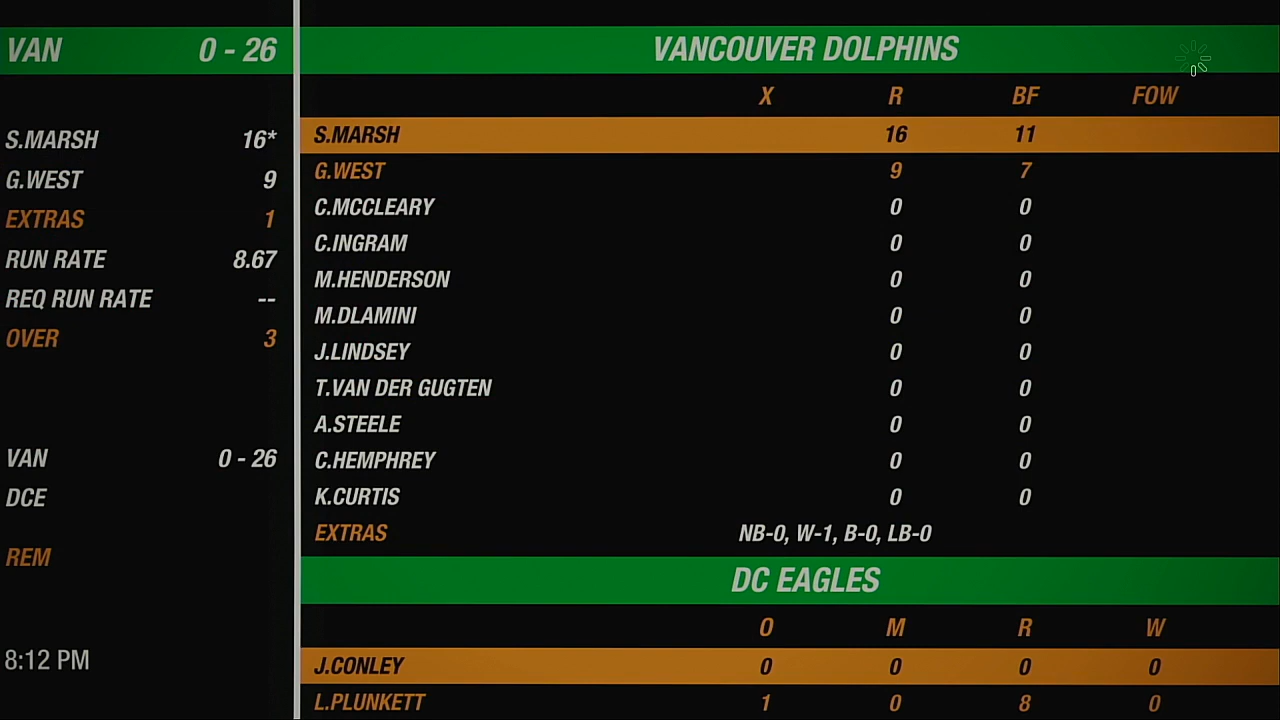 VAN 0 - 26
S.MARSH 16*
G.WEST 9
EXTRAS 1
RUN RATE 8.67
REQ RUN RATE --
OVER 3
VAN 0 - 26
DCE
REM
8:12 PM
VANCOUVER DOLPHINS
X R BF FOW
S.MARSH 16 11
G.WEST 9 7
C.MCCLEARY 0 0
C.INGRAM 0 0
M.HENDERSON 0 0
M.DLAMINI 0 0
J.LINDSEY 0 0
T.VAN DER GUGTEN 0 0
A.STEELE 0 0
C.HEMPHREY 0 0
K.CURTIS 0 0
EXTRAS NB-0, W-1, B-0, LB-0
DC EAGLES
O M R W
J.CONLEY 0 0 0 0
L.PLUNKETT 1 0 8 0